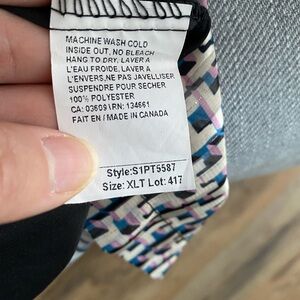 MACHINE WASH COLD
INSIDE OUT, NO BLEACH
HANG TO DRY, LAVER A
L'EAU FROIDE, LAVER A
L'ENVERS,NE PAS JAVELLISER
SUSPENDRE POUR SECHER
100% POLYESTER
CA: 03609 \ RN: 134661
FAIT EN / MADE IN CANADA
Style:S1PT5587
Size: XLT Lot: 417